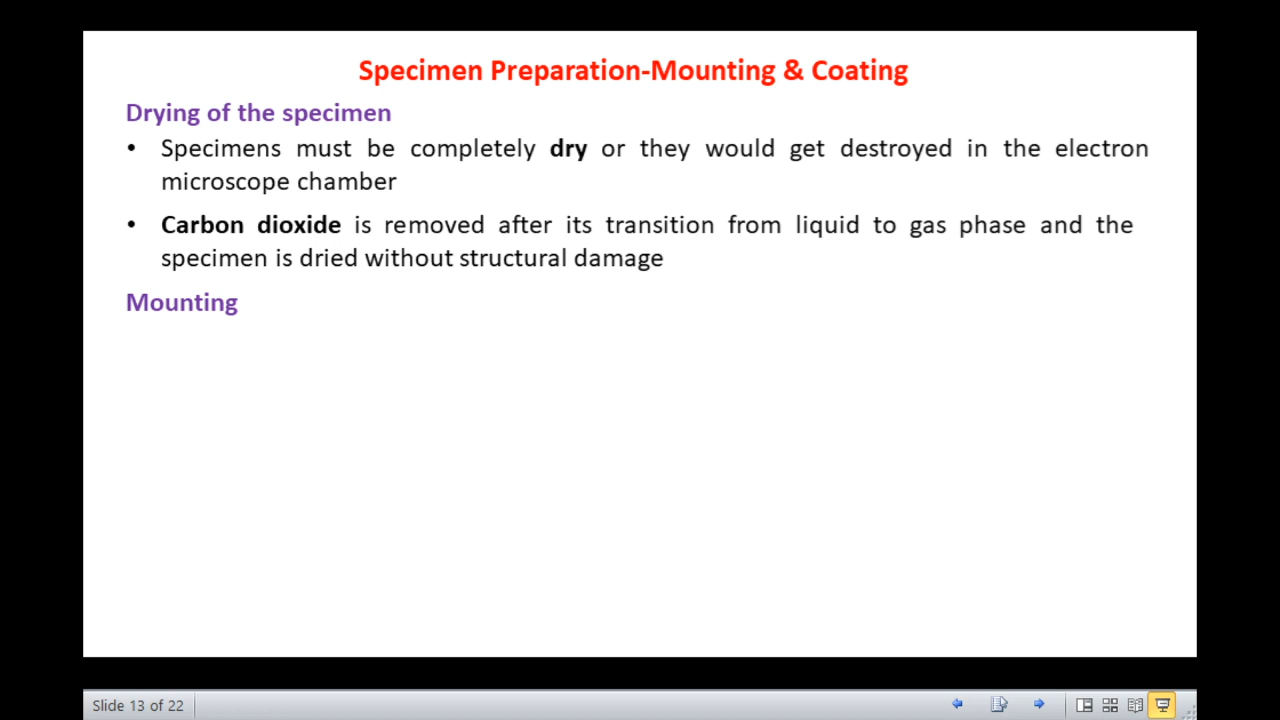 Specimen Preparation-Mounting & Coating
Drying of the specimen
• Specimens must be completely dry or they would get destroyed in the electron
microscope chamber
• Carbon dioxide is removed after its transition from liquid to gas phase and the
specimen is dried without structural damage
Mounting
Slide 13 of 22